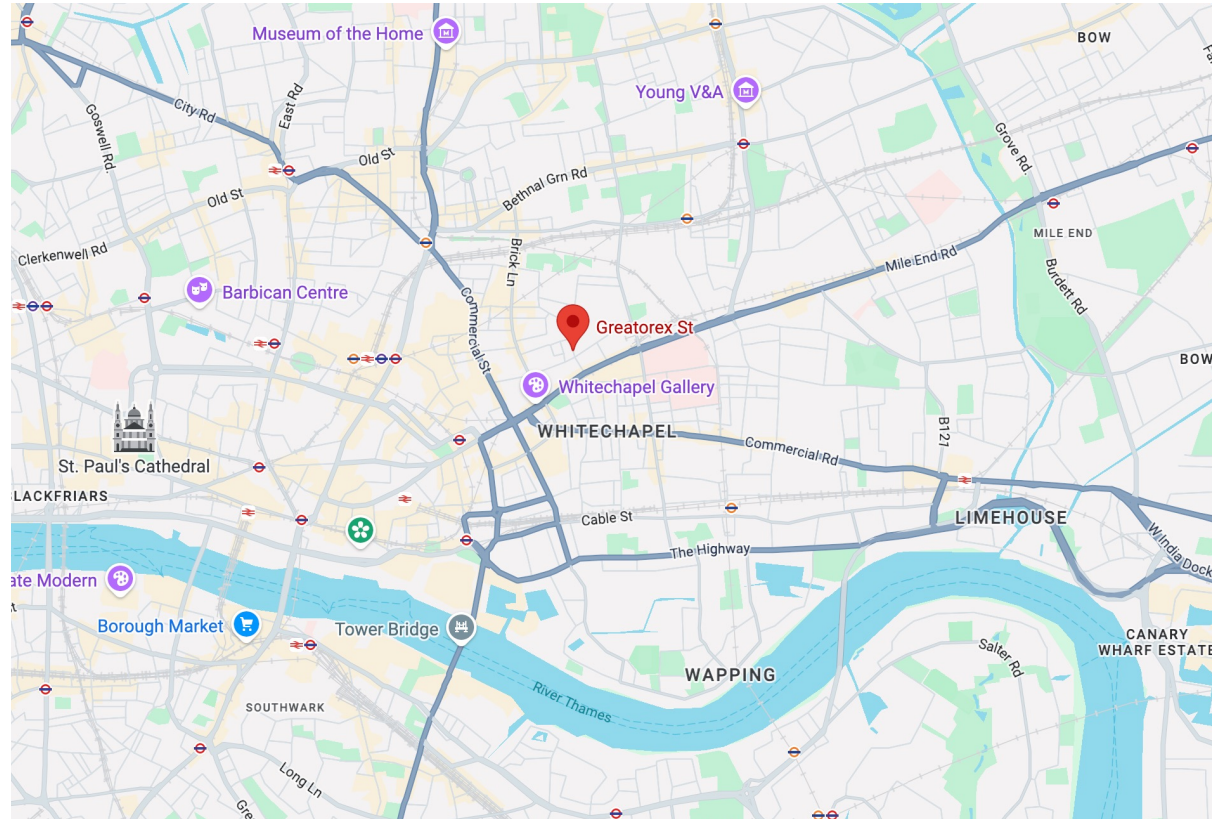 Museum of the Home
BOW
Young V&A
City Rd
East Rd
Goswell Rd.
Old St
Grove Rd.
Bethnal Grn Rd
Old St
Clerkenwell Rd
Brick Ln
MILE END
Mile End Rd
Barbican Centre
Commercial St
Burdett Rd
Greatorex St
BOW
Whitechapel Gallery
WHITECHAPEL
B127
Commercial Rd
St. Paul's Cathedral
LACKFRIARS
Cable St
LIMEHOUSE
The Highway
W India Dock
ate Modern
Borough Market
Tower Bridge
CANARY
WHARF ESTATE
Salter Rd
WAPPING
River Thames
SOUTHWARK
Long Ln
Gre